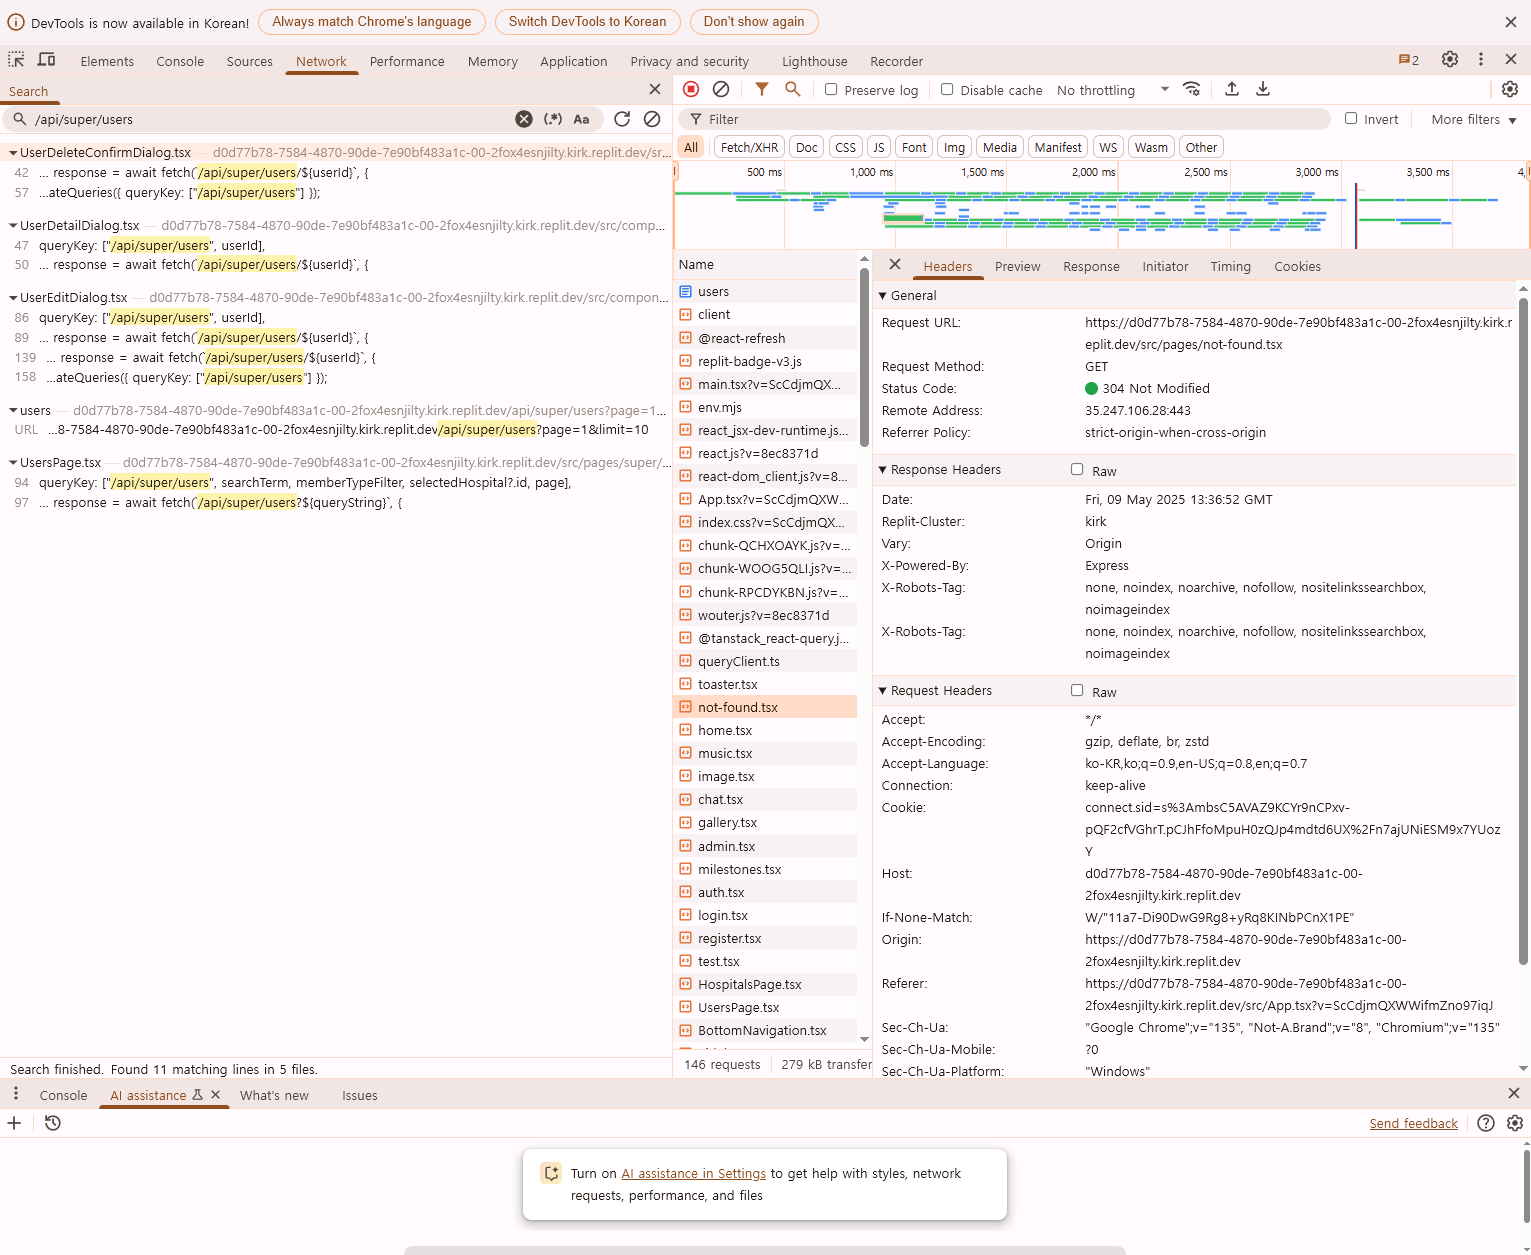 DevTools is now available in Korean!
Always match Chrome's language
Switch DevTools to Korean
Don't show again
Elements
Console
Sources
Network
Performance
Memory
Application
Privacy and security
Lighthouse
Recorder
2
Search
/api/super/users
(.*)
Aa
UserDeleteConfirmDialog.tsx — d0d77b78-7584-4870-90de-7e90bf483a1c-00-2fox4esnjilty.kirk.replit.dev/sr...
42 ... response = await fetch(`/api/super/users/${userId}`, {
57 ...ateQueries({ queryKey: ["/api/super/users"] });
UserDetailDialog.tsx — d0d77b78-7584-4870-90de-7e90bf483a1c-00-2fox4esnjilty.kirk.replit.dev/src/comp...
47 queryKey: ["/api/super/users", userId],
50 ... response = await fetch(`/api/super/users/${userId}`, {
UserEditDialog.tsx — d0d77b78-7584-4870-90de-7e90bf483a1c-00-2fox4esnjilty.kirk.replit.dev/src/compon...
86 queryKey: ["/api/super/users", userId],
89 ... response = await fetch(`/api/super/users/${userId}`, {
139 ... response = await fetch(`/api/super/users/${userId}`, {
158 ...ateQueries({ queryKey: ["/api/super/users"] });
users — d0d77b78-7584-4870-90de-7e90bf483a1c-00-2fox4esnjilty.kirk.replit.dev/api/super/users?page=1...
URL ...8-7584-4870-90de-7e90bf483a1c-00-2fox4esnjilty.kirk.replit.dev/api/super/users?page=1&limit=10
UsersPage.tsx — d0d77b78-7584-4870-90de-7e90bf483a1c-00-2fox4esnjilty.kirk.replit.dev/src/pages/super/...
94 queryKey: ["/api/super/users", searchTerm, memberTypeFilter, selectedHospital?.id, page],
97 ... response = await fetch(`/api/super/users?${queryString}`, {
Search finished. Found 11 matching lines in 5 files.
Preserve log
Disable cache
No throttling
Filter
Invert
More filters
All
Fetch/XHR
Doc
CSS
JS
Font
Img
Media
Manifest
WS
Wasm
Other
500 ms
1,000 ms
1,500 ms
2,000 ms
2,500 ms
3,000 ms
3,500 ms
4,
Name
users
client
@react-refresh
replit-badge-v3.js
main.tsx?v=ScCdjmQX...
env.mjs
react_jsx-dev-runtime.js...
react.js?v=8ec8371d
react-dom_client.js?v=8...
App.tsx?v=ScCdjmQXW...
index.css?v=ScCdjmQX...
chunk-QCHXOAYK.js?v=...
chunk-WOOG5QLI.js?v=...
chunk-RPCDYKBN.js?v=...
wouter.js?v=8ec8371d
@tanstack_react-query.j...
queryClient.ts
toaster.tsx
not-found.tsx
home.tsx
music.tsx
image.tsx
chat.tsx
gallery.tsx
admin.tsx
milestones.tsx
auth.tsx
login.tsx
register.tsx
test.tsx
HospitalsPage.tsx
UsersPage.tsx
BottomNavigation.tsx
146 requests
279 kB transfer
Headers
Preview
Response
Initiator
Timing
Cookies
General
Request URL: https://d0d77b78-7584-4870-90de-7e90bf483a1c-00-2fox4esnjilty.kirk.r
eplit.dev/src/pages/not-found.tsx
Request Method: GET
Status Code: 304 Not Modified
Remote Address: 35.247.106.28:443
Referrer Policy: strict-origin-when-cross-origin
Response Headers
Raw
Date: Fri, 09 May 2025 13:36:52 GMT
Replit-Cluster: kirk
Vary: Origin
X-Powered-By: Express
X-Robots-Tag: none, noindex, noarchive, nofollow, nositelinkssearchbox,
noimageindex
X-Robots-Tag: none, noindex, noarchive, nofollow, nositelinkssearchbox,
noimageindex
Request Headers
Raw
Accept: */*
Accept-Encoding: gzip, deflate, br, zstd
Accept-Language: ko-KR,ko;q=0.9,en-US;q=0.8,en;q=0.7
Connection: keep-alive
Cookie: connect.sid=s%3AmbsC5AVAZ9KCYr9nCPxv-
pQF2cfVGhrT.pCJhFfoMpuH0zQJp4mdtd6UX%2Fn7ajUNiESM9x7YUoz
Y
Host: d0d77b78-7584-4870-90de-7e90bf483a1c-00-
2fox4esnjilty.kirk.replit.dev
If-None-Match: W/"11a7-Di90DwG9Rg8+yRq8KINbPCnX1PE"
Origin: https://d0d77b78-7584-4870-90de-7e90bf483a1c-00-
2fox4esnjilty.kirk.replit.dev
Referer: https://d0d77b78-7584-4870-90de-7e90bf483a1c-00-
2fox4esnjilty.kirk.replit.dev/src/App.tsx?v=ScCdjmQXWWifmZno97iqJ
Sec-Ch-Ua: "Google Chrome";v="135", "Not-A.Brand";v="8", "Chromium";v="135"
Sec-Ch-Ua-Mobile: ?0
Sec-Ch-Ua-Platform: "Windows"
Console
AI assistance
What's new
Issues
Send feedback
Turn on AI assistance in Settings to get help with styles, network
requests, performance, and files